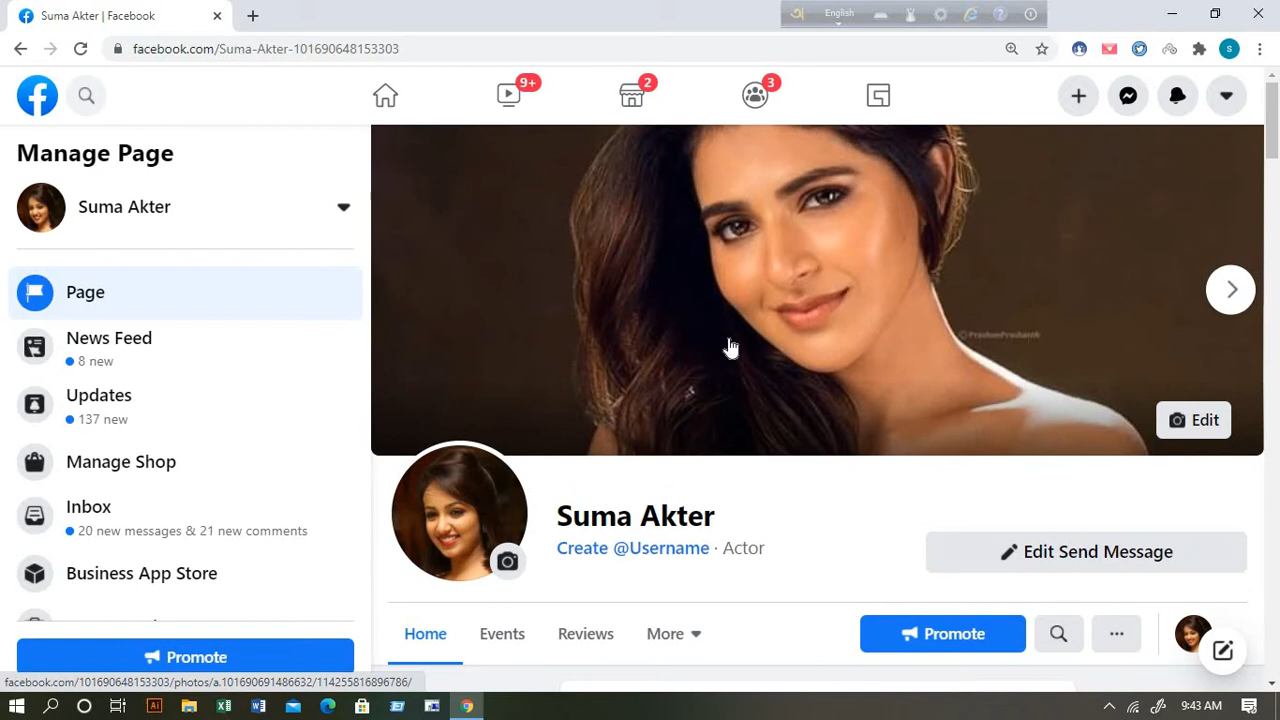 Suma Akter | Facebook
English
facebook.com/Suma-Akter-101690648153303
9+
2
3
Manage Page
Suma Akter
Page
News Feed
8 new
Updates
137 new
Manage Shop
Inbox
20 new messages & 21 new comments
Business App Store
Promote
Edit
Suma Akter
Create @Username · Actor
Edit Send Message
Home
Events
Reviews
More
Promote
S
facebook.com/101690648153303/photos/a.101690691486632/114255816896786/
9:43 AM